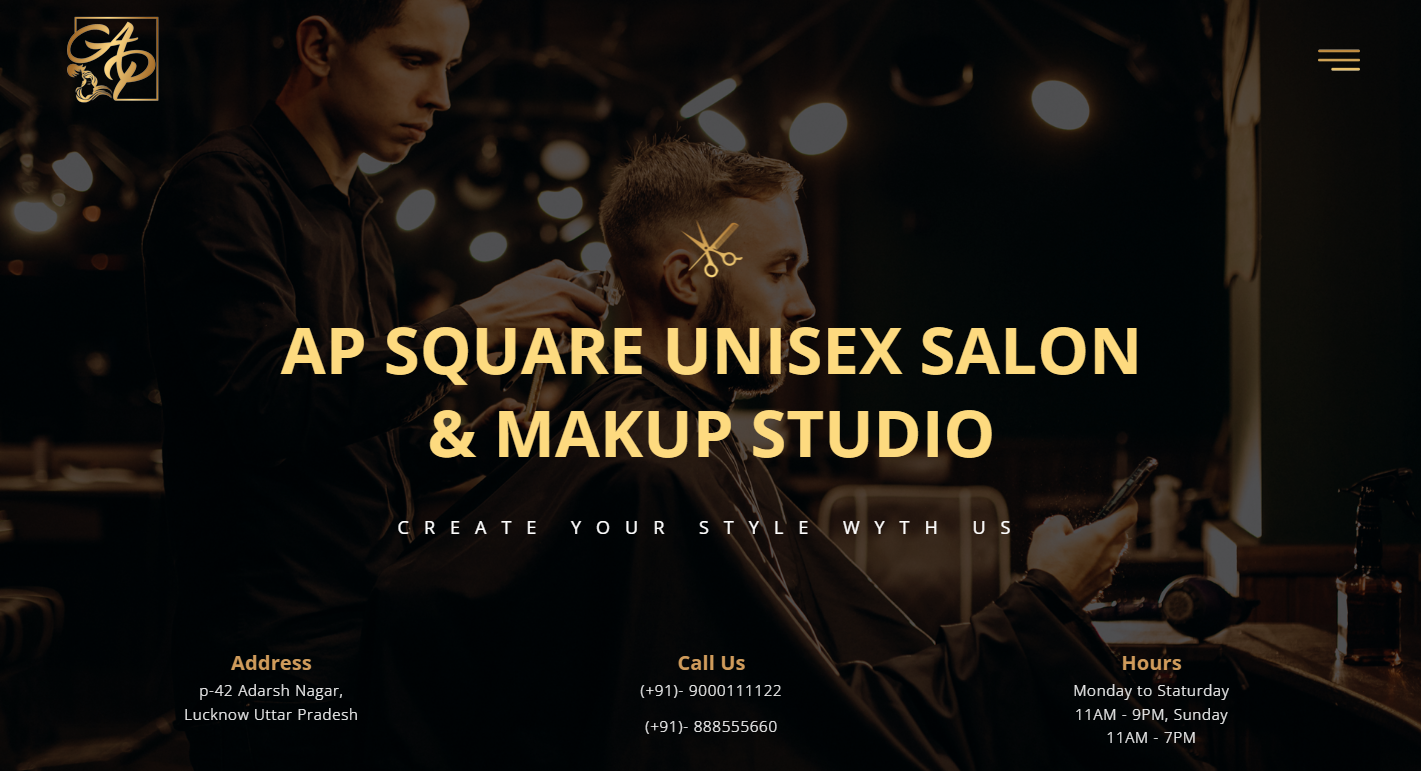 GAP
AP SQUARE UNISEX SALON
& MAKUP STUDIO
CREATE YOUR STYLE WYTH US
Address
p-42 Adarsh Nagar,
Lucknow Uttar Pradesh
Call Us
(+91)- 9000111122
(+91)- 888555660
Hours
Monday to Staturday
11AM - 9PM, Sunday
11AM - 7PM